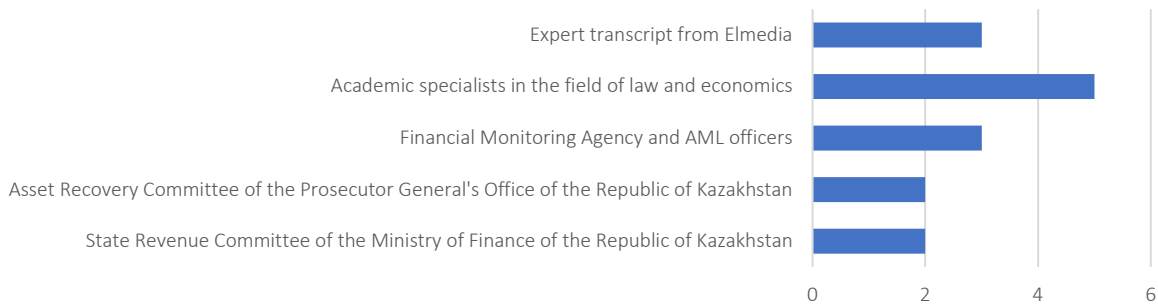 Expert transcript from Elmedia
Academic specialists in the field of law and economics
Financial Monitoring Agency and AML officers
Asset Recovery Committee of the Prosecutor General's Office of the Republic of Kazakhstan
State Revenue Committee of the Ministry of Finance of the Republic of Kazakhstan
0 2 4 6